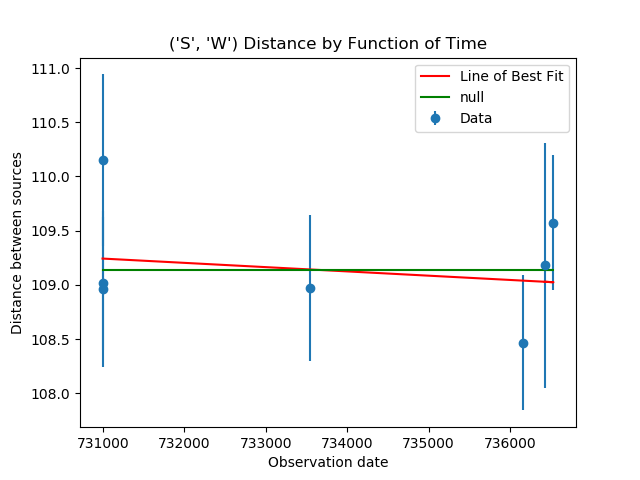 ('S', 'W') Distance by Function of Time
Line of Best Fit
null
Data
Distance between sources
111.0
110.5
110.0
109.5
109.0
108.5
108.0
731000 732000 733000 734000 735000 736000
Observation date